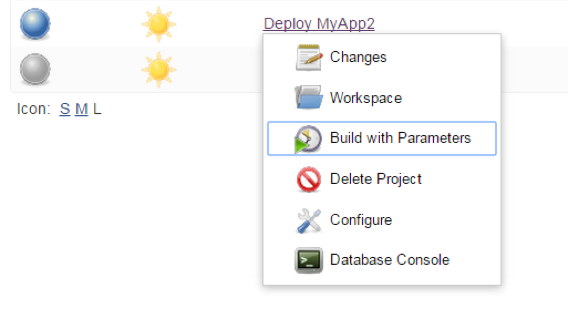 Deploy MyApp2
Changes
Workspace
Build with Parameters
Delete Project
Configure
Database Console
Icon: S M L